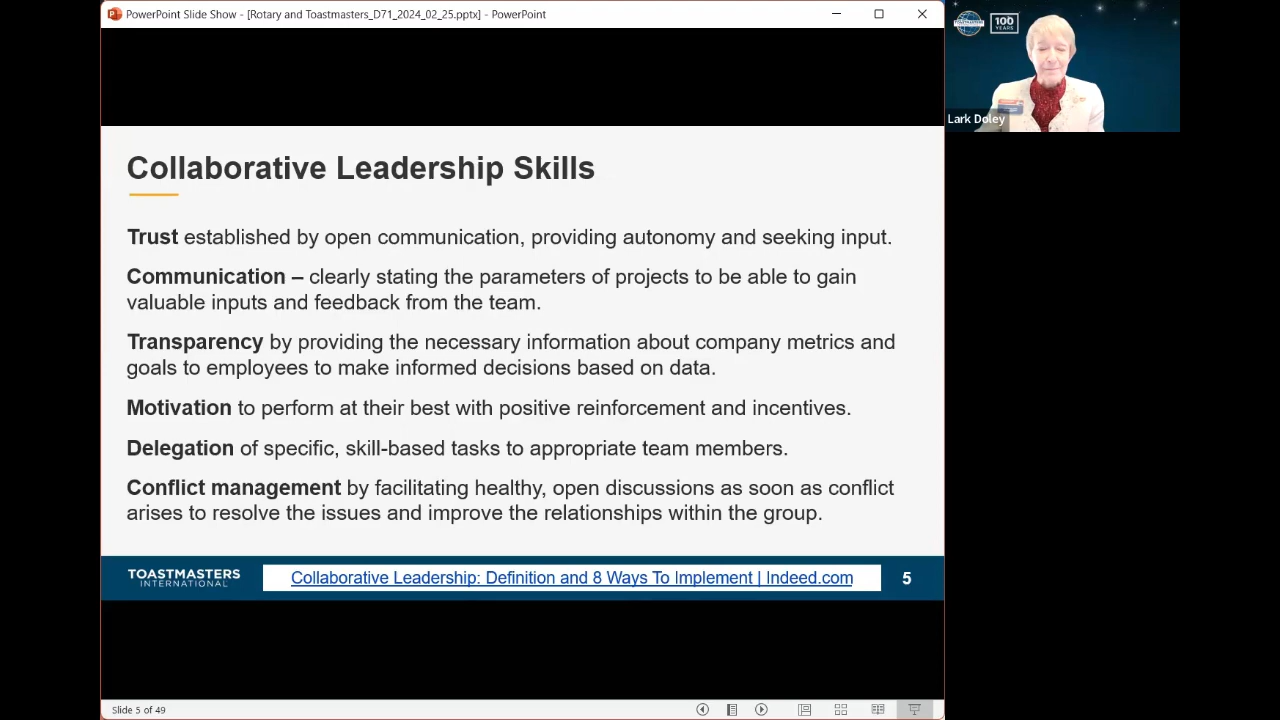 PowerPoint Slide Show - [Rotary and Toastmasters_D71_2024_02_25.pptx] - PowerPoint
100
YEARS
Lark Doley
Collaborative Leadership Skills
Trust established by open communication, providing autonomy and seeking input.
Communication – clearly stating the parameters of projects to be able to gain
valuable inputs and feedback from the team.
Transparency by providing the necessary information about company metrics and
goals to employees to make informed decisions based on data.
Motivation to perform at their best with positive reinforcement and incentives.
Delegation of specific, skill-based tasks to appropriate team members.
Conflict management by facilitating healthy, open discussions as soon as conflict
arises to resolve the issues and improve the relationships within the group.
TOASTMASTERS
INTERNATIONAL
Collaborative Leadership: Definition and 8 Ways To Implement | Indeed.com
5
Slide 5 of 49